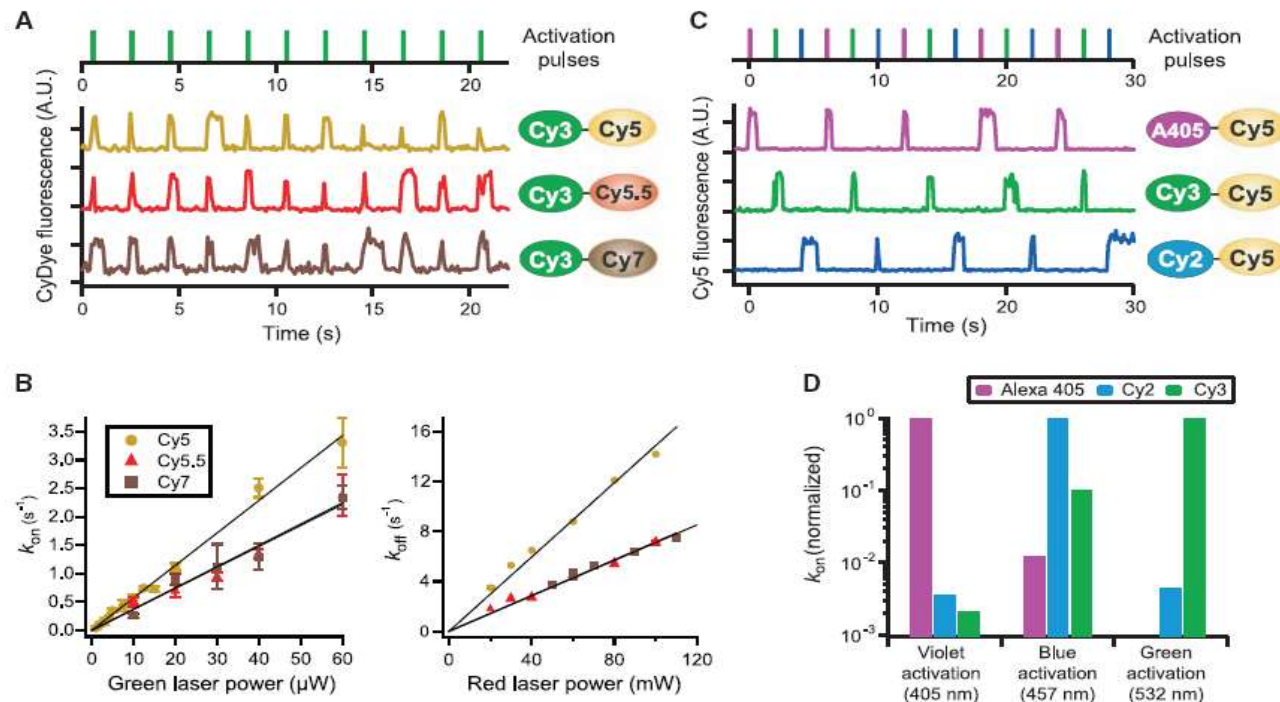 A
Activation
pulses
0 5 10 15 20
CyDye fluorescence (A.U.)
Cy3 Cy5
Cy3 Cy5.5
Cy3 Cy7
0 5 10 15 20
Time (s)
C
Activation
pulses
0 10 20 30
Cy5 fluorescence (A.U.)
A405 Cy5
Cy3 Cy5
Cy2 Cy5
0 10 20 30
Time (s)
B
3.5
3.0
2.5
2.0
1.5
1.0
0.5
0.0
kon (s⁻¹)
Cy5
Cy5.5
Cy7
0 10 20 30 40 50 60
Green laser power (µW)
16
12
8
4
0
koff (s⁻¹)
0 40 80 120
Red laser power (mW)
D
Alexa 405 Cy2 Cy3
10⁰
10⁻¹
10⁻²
10⁻³
kon (normalized)
Violet
activation
(405 nm)
Blue
activation
(457 nm)
Green
activation
(532 nm)